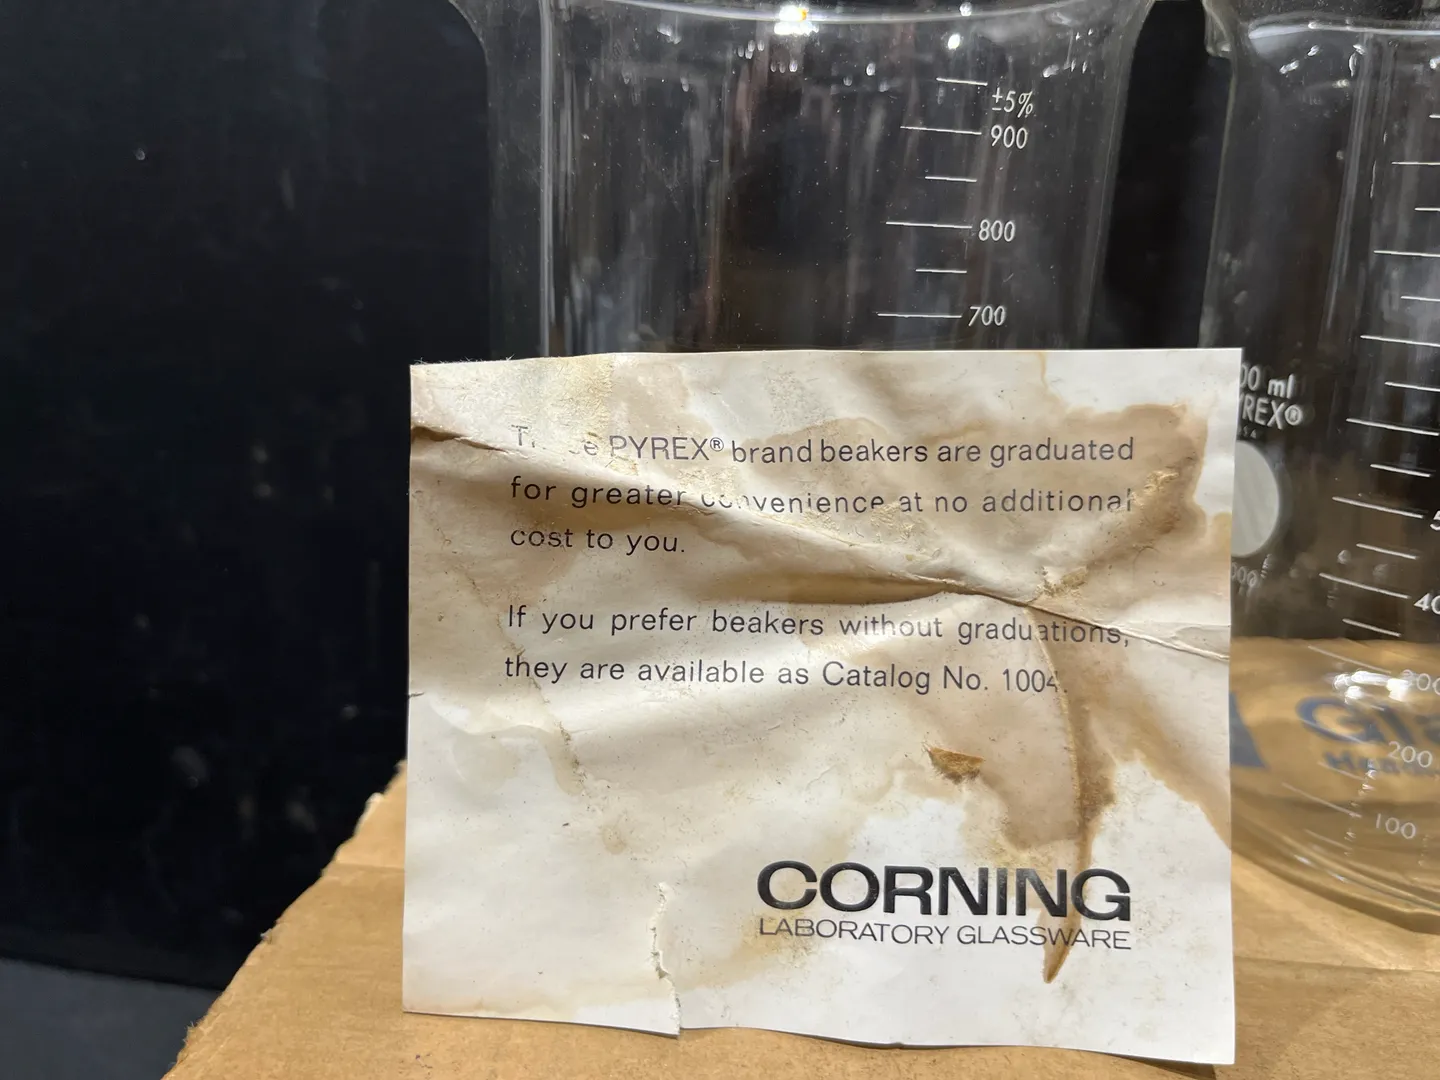 ±5%
900
800
700
PYREX® brand beakers are graduated
for greater convenience at no additional
cost to you.
If you prefer beakers without graduations,
they are available as Catalog No. 1004.
CORNING
LABORATORY GLASSWARE
ml
200
100